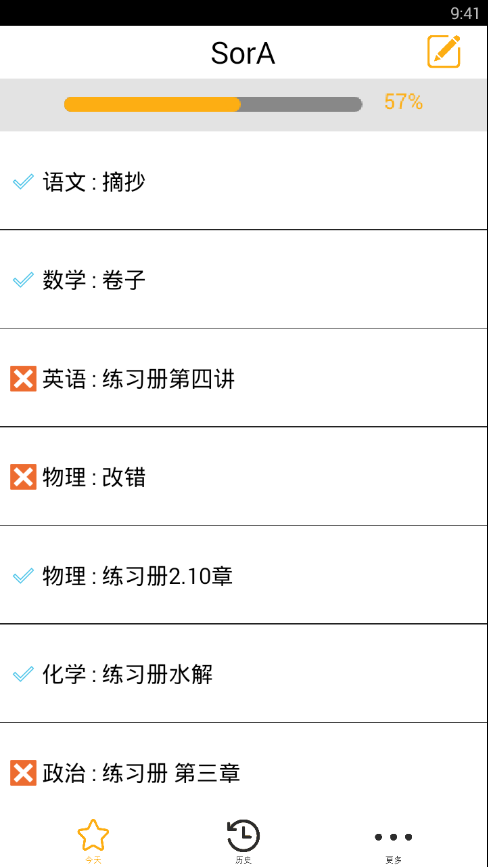 9:41
SorA
57%
语文 : 摘抄
数学 : 卷子
英语 : 练习册第四讲
物理 : 改错
物理 : 练习册2.10章
化学 : 练习册水解
政治 : 练习册 第三章
今天 历史 更多